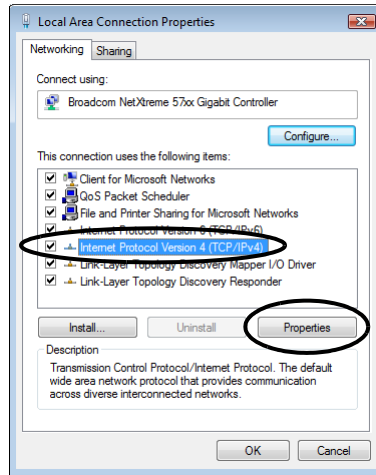 Local Area Connection Properties
Networking Sharing
Connect using:
Broadcom NetXtreme 57xx Gigabit Controller
Configure...
This connection uses the following items:
Client for Microsoft Networks
QoS Packet Scheduler
File and Printer Sharing for Microsoft Networks
Internet Protocol Version 6 (TCP/IPv6)
Internet Protocol Version 4 (TCP/IPv4)
Link-Layer Topology Discovery Mapper I/O Driver
Link-Layer Topology Discovery Responder
Install... Uninstall Properties
Description
Transmission Control Protocol/Internet Protocol. The default
wide area network protocol that provides communication
across diverse interconnected networks.
OK Cancel